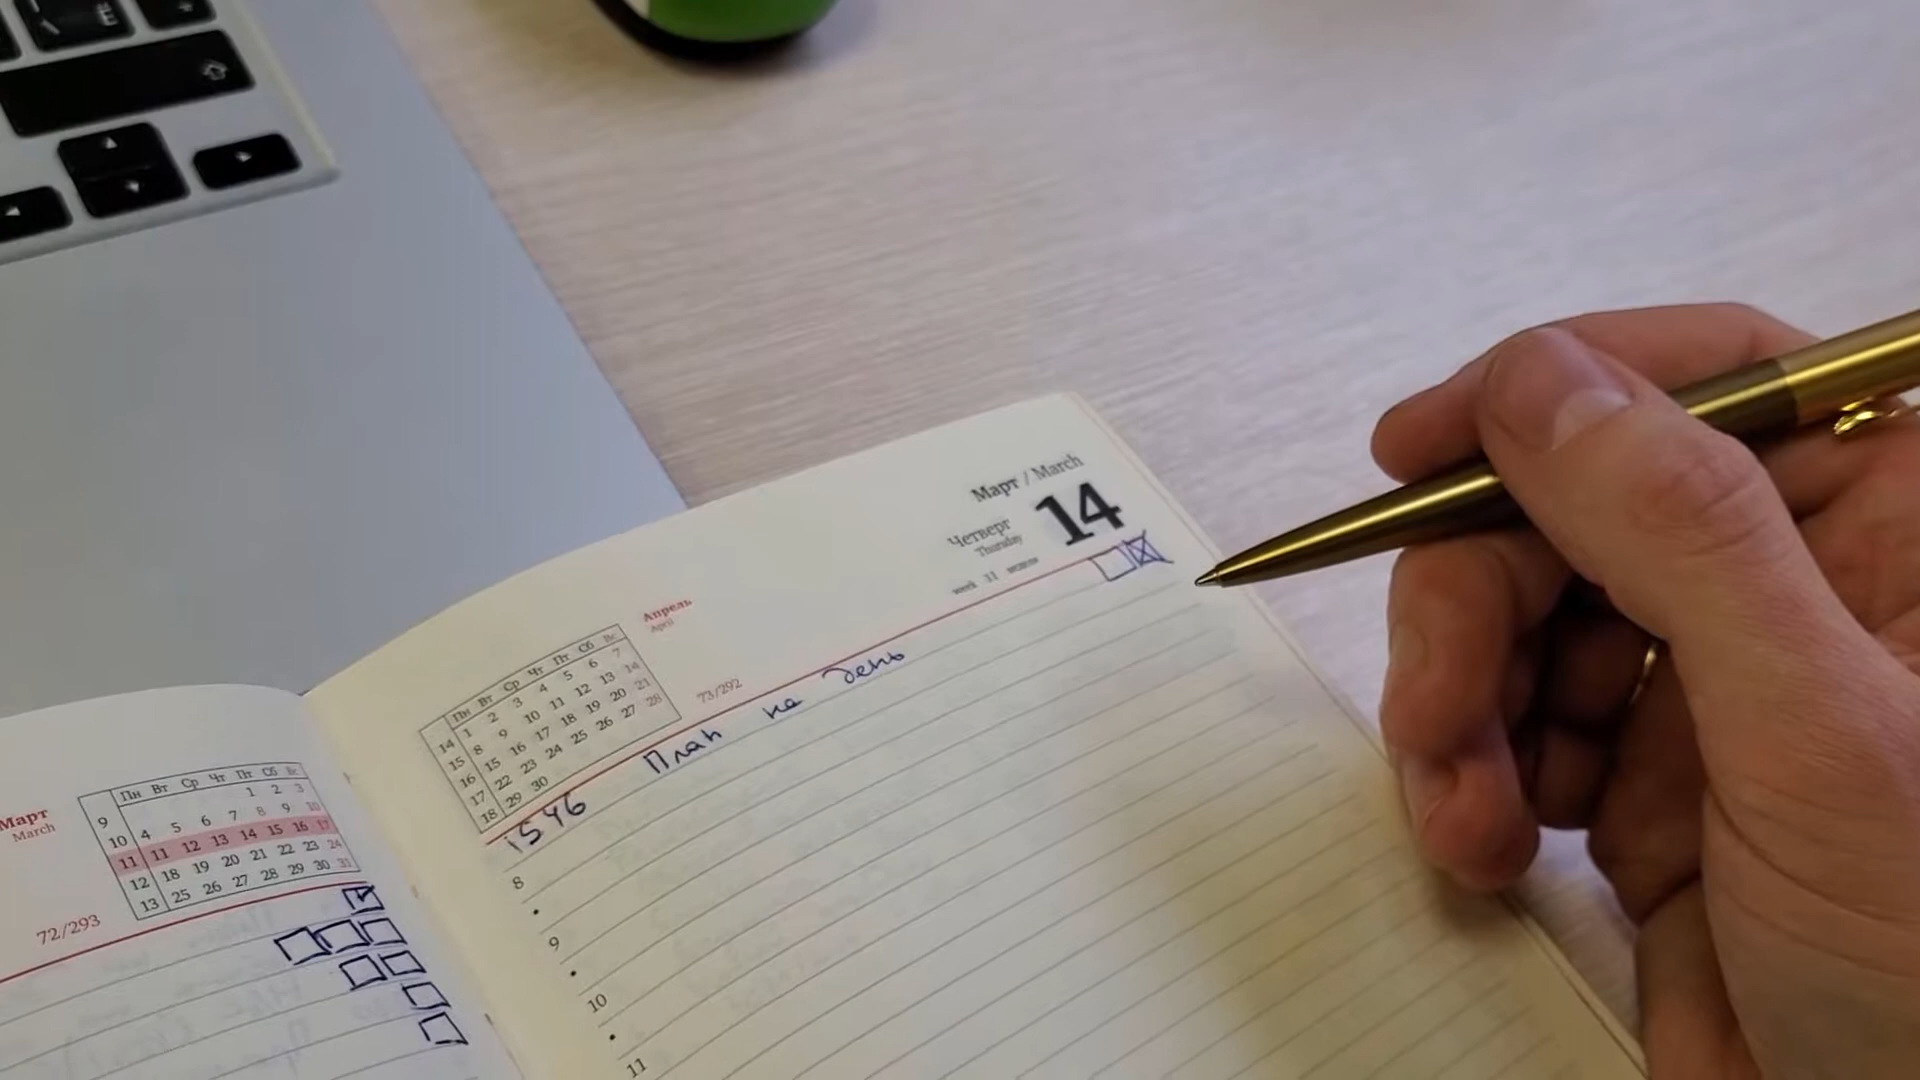 Март
March
Пн Вт Ср Чт Пт Сб Вс
9 1 2 3
10 4 5 6 7 8 9 10
11 11 12 13 14 15 16 17
12 18 19 20 21 22 23 24
13 25 26 27 28 29 30 31
72/293
Март / March
14
Четверг
Thursday
week 11 неделя
Апрель
April
Пн Вт Ср Чт Пт Сб Вс
14 1 2 3 4 5 6 7
15 8 9 10 11 12 13 14
16 15 16 17 18 19 20 21
17 22 23 24 25 26 27 28
18 29 30
73/292
1546 План на день
8
9
10
11